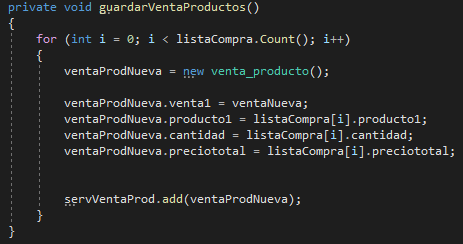 private void guardarVentaProductos()
{
for (int i = 0; i < listaCompra.Count(); i++)
{
ventaProdNueva = new venta_producto();
ventaProdNueva.venta1 = ventaNueva;
ventaProdNueva.producto1 = listaCompra[i].producto1;
ventaProdNueva.cantidad = listaCompra[i].cantidad;
ventaProdNueva.preciototal = listaCompra[i].preciototal;
servVentaProd.add(ventaProdNueva);
}
}